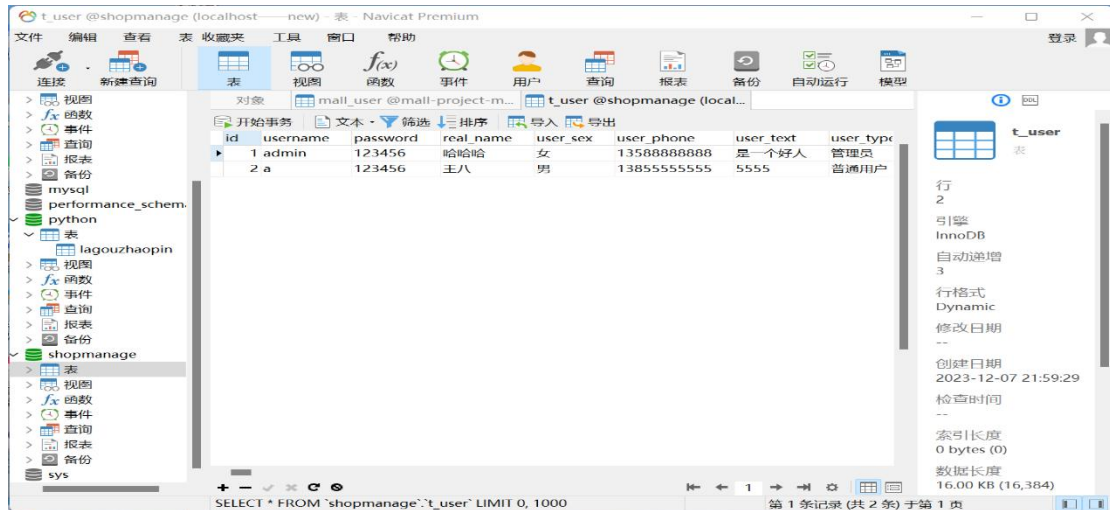 t_user @shopmanage (localhost——new) - 表 - Navicat Premium
文件 编辑 查看 表 收藏夹 工具 窗口 帮助 登录
连接 新建查询 表 视图 函数 事件 用户 查询 报表 备份 自动运行 模型
对象 mall_user @mall-project-m... t_user @shopmanage (local...
开始事务 文本 筛选 排序 导入 导出
id username password real_name user_sex user_phone user_text user_type
1 admin 123456 哈哈哈 女 13588888888 是一个好人 管理员
2 a 123456 王八 男 13855555555 5555 普通用户
视图
fx 函数
事件
查询
报表
备份
mysql
performance_schem
python
表
lagouzhaopin
视图
fx 函数
事件
查询
报表
备份
shopmanage
表
视图
fx 函数
事件
查询
报表
备份
sys
DDL
t_user
表
行
2
引擎
InnoDB
自动递增
3
行格式
Dynamic
修改日期
--
创建日期
2023-12-07 21:59:29
检查时间
--
索引长度
0 bytes (0)
数据长度
16.00 KB (16,384)
1
SELECT * FROM `shopmanage`.`t_user` LIMIT 0, 1000
第 1 条记录 (共 2 条) 于第 1 页